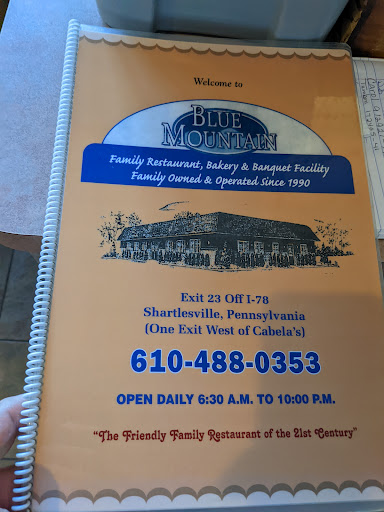 Welcome to
BLUE
MOUNTAIN
Family Restaurant, Bakery & Banquet Facility
Family Owned & Operated Since 1990
Exit 23 Off I-78
Shartlesville, Pennsylvania
(One Exit West of Cabela's)
610-488-0353
OPEN DAILY 6:30 A.M. TO 10:00 P.M.
"The Friendly Family Restaurant of the 21st Century"